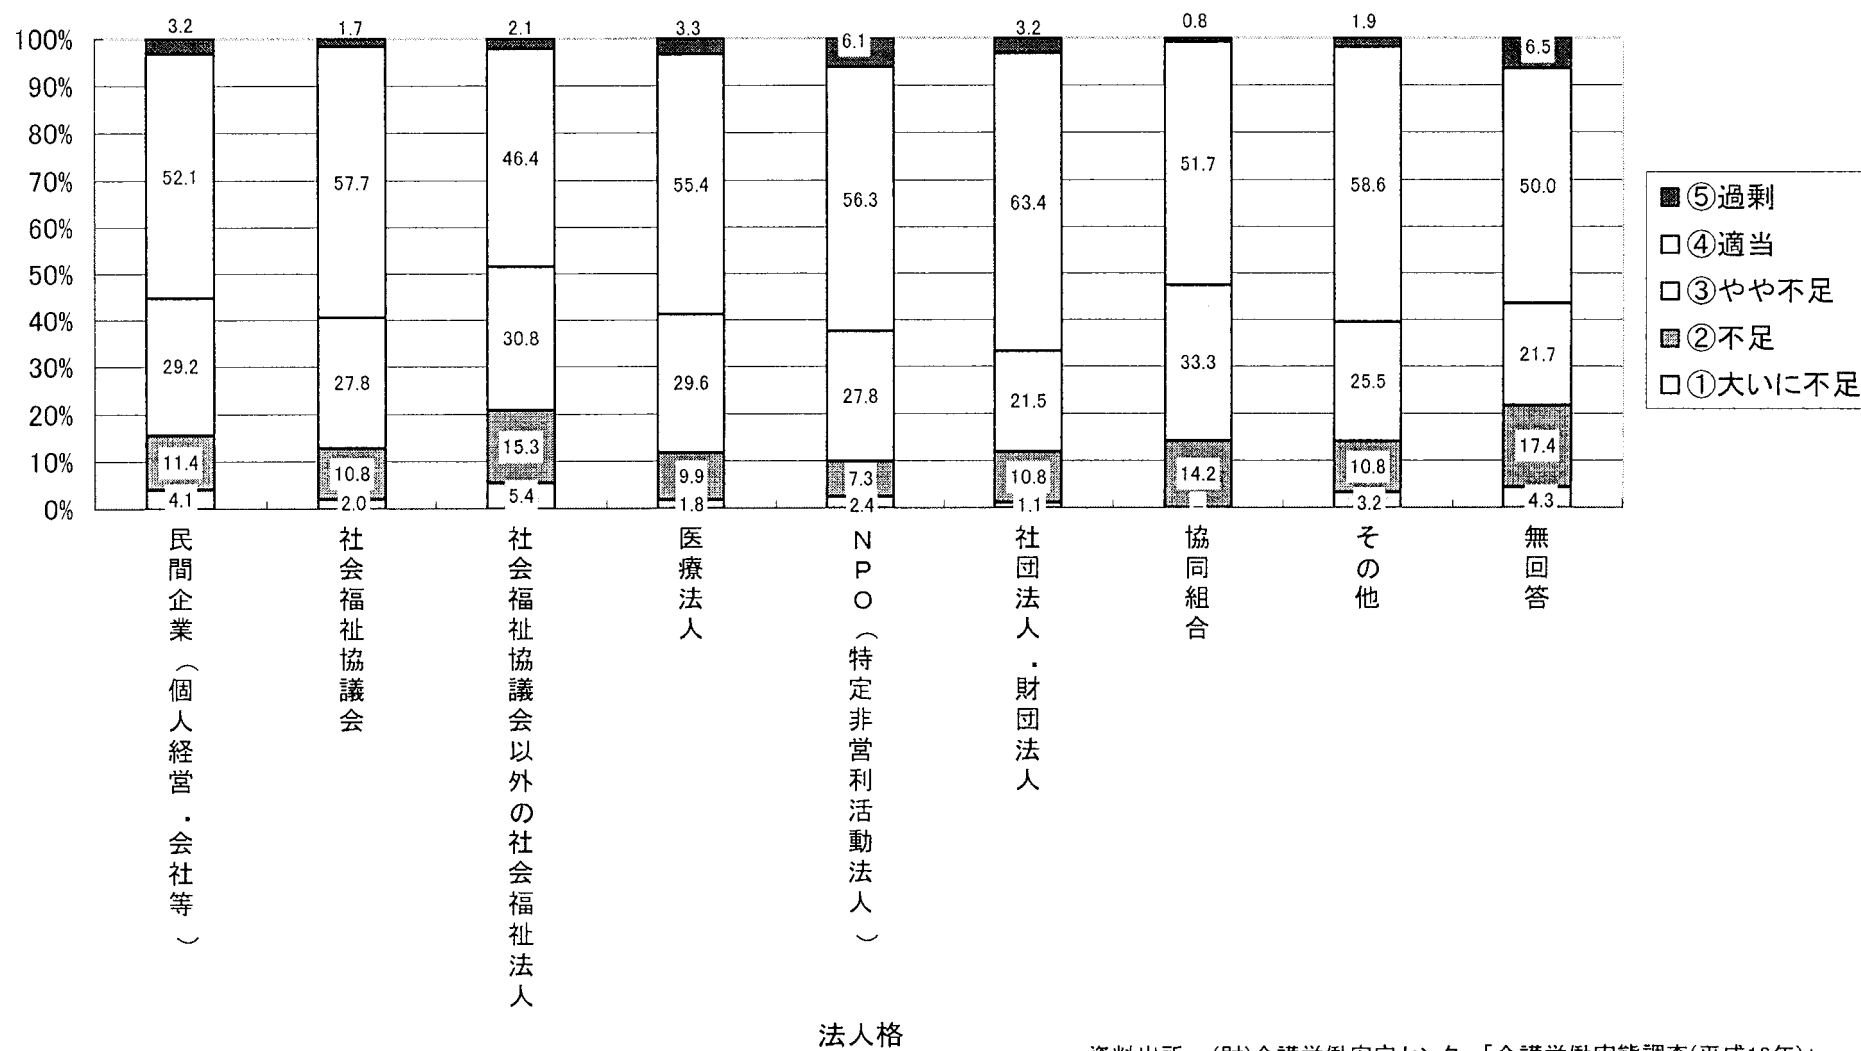 3.2 1.7 2.1 3.3 6.1 3.2 0.8 1.9 6.5
100%
90%
80%
70%
60%
50%
40%
30%
20%
10%
0%
52.1 57.7 46.4 55.4 56.3 63.4 51.7 58.6 50.0
29.2 27.8 30.8 29.6 27.8 21.5 33.3 25.5 21.7
11.4 10.8 15.3 9.9 7.3 10.8 14.2 10.8 17.4
4.1 2.0 5.4 1.8 2.4 1.1 3.2 4.3
⑤過剰
④適当
③やや不足
②不足
①大いに不足
民間企業（個人経営・会社等）
社会福祉協議会
社会福祉協議会以外の社会福祉法人
医療法人
NPO（特定非営利活動法人）
社団法人・財団法人
協同組合
その他
無回答
法人格